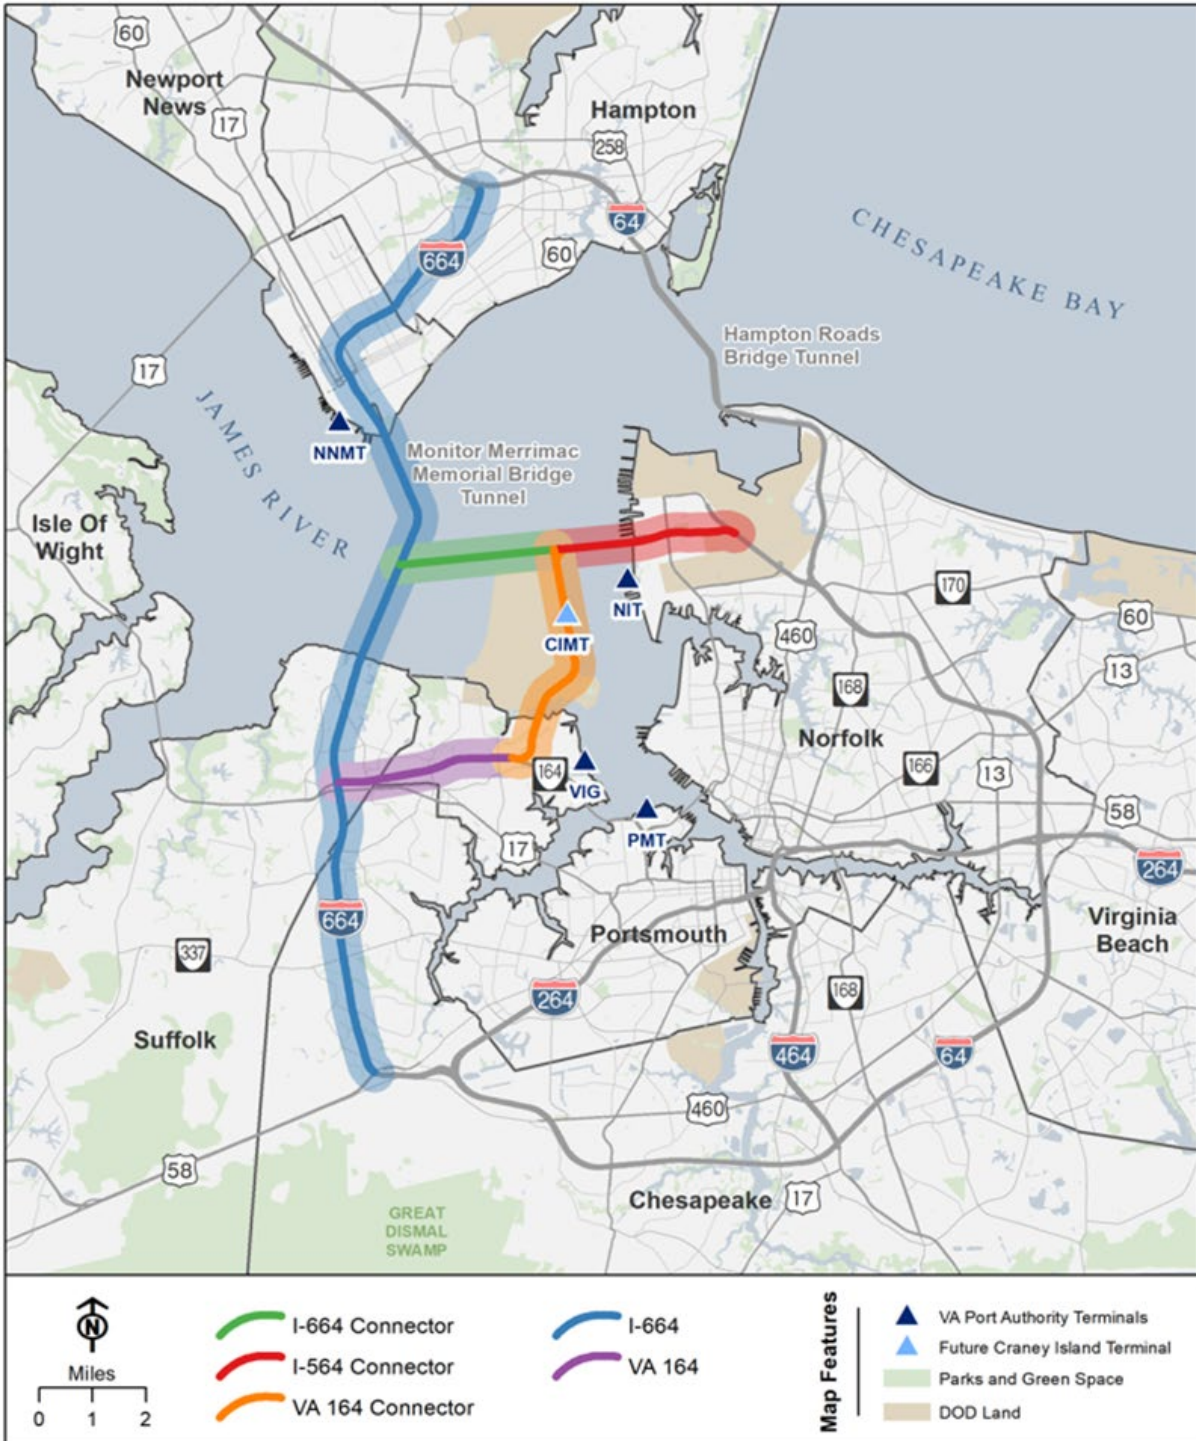 60
Newport
News
17
Hampton
258
64
664
60
CHESAPEAKE BAY
Hampton Roads
Bridge Tunnel
17
JAMES RIVER
NNMT
Monitor Merrimac
Memorial Bridge
Tunnel
Isle Of
Wight
NIT
170
CIMT
460
60
13
168
Norfolk
164
VIG
166
13
58
PMT
17
264
664
Virginia
Beach
Portsmouth
337
264
168
Suffolk
464
64
460
58
Chesapeake
17
GREAT
DISMAL
SWAMP
N
Miles
0 1 2
I-664 Connector
I-564 Connector
VA 164 Connector
I-664
VA 164
Map Features
VA Port Authority Terminals
Future Craney Island Terminal
Parks and Green Space
DOD Land